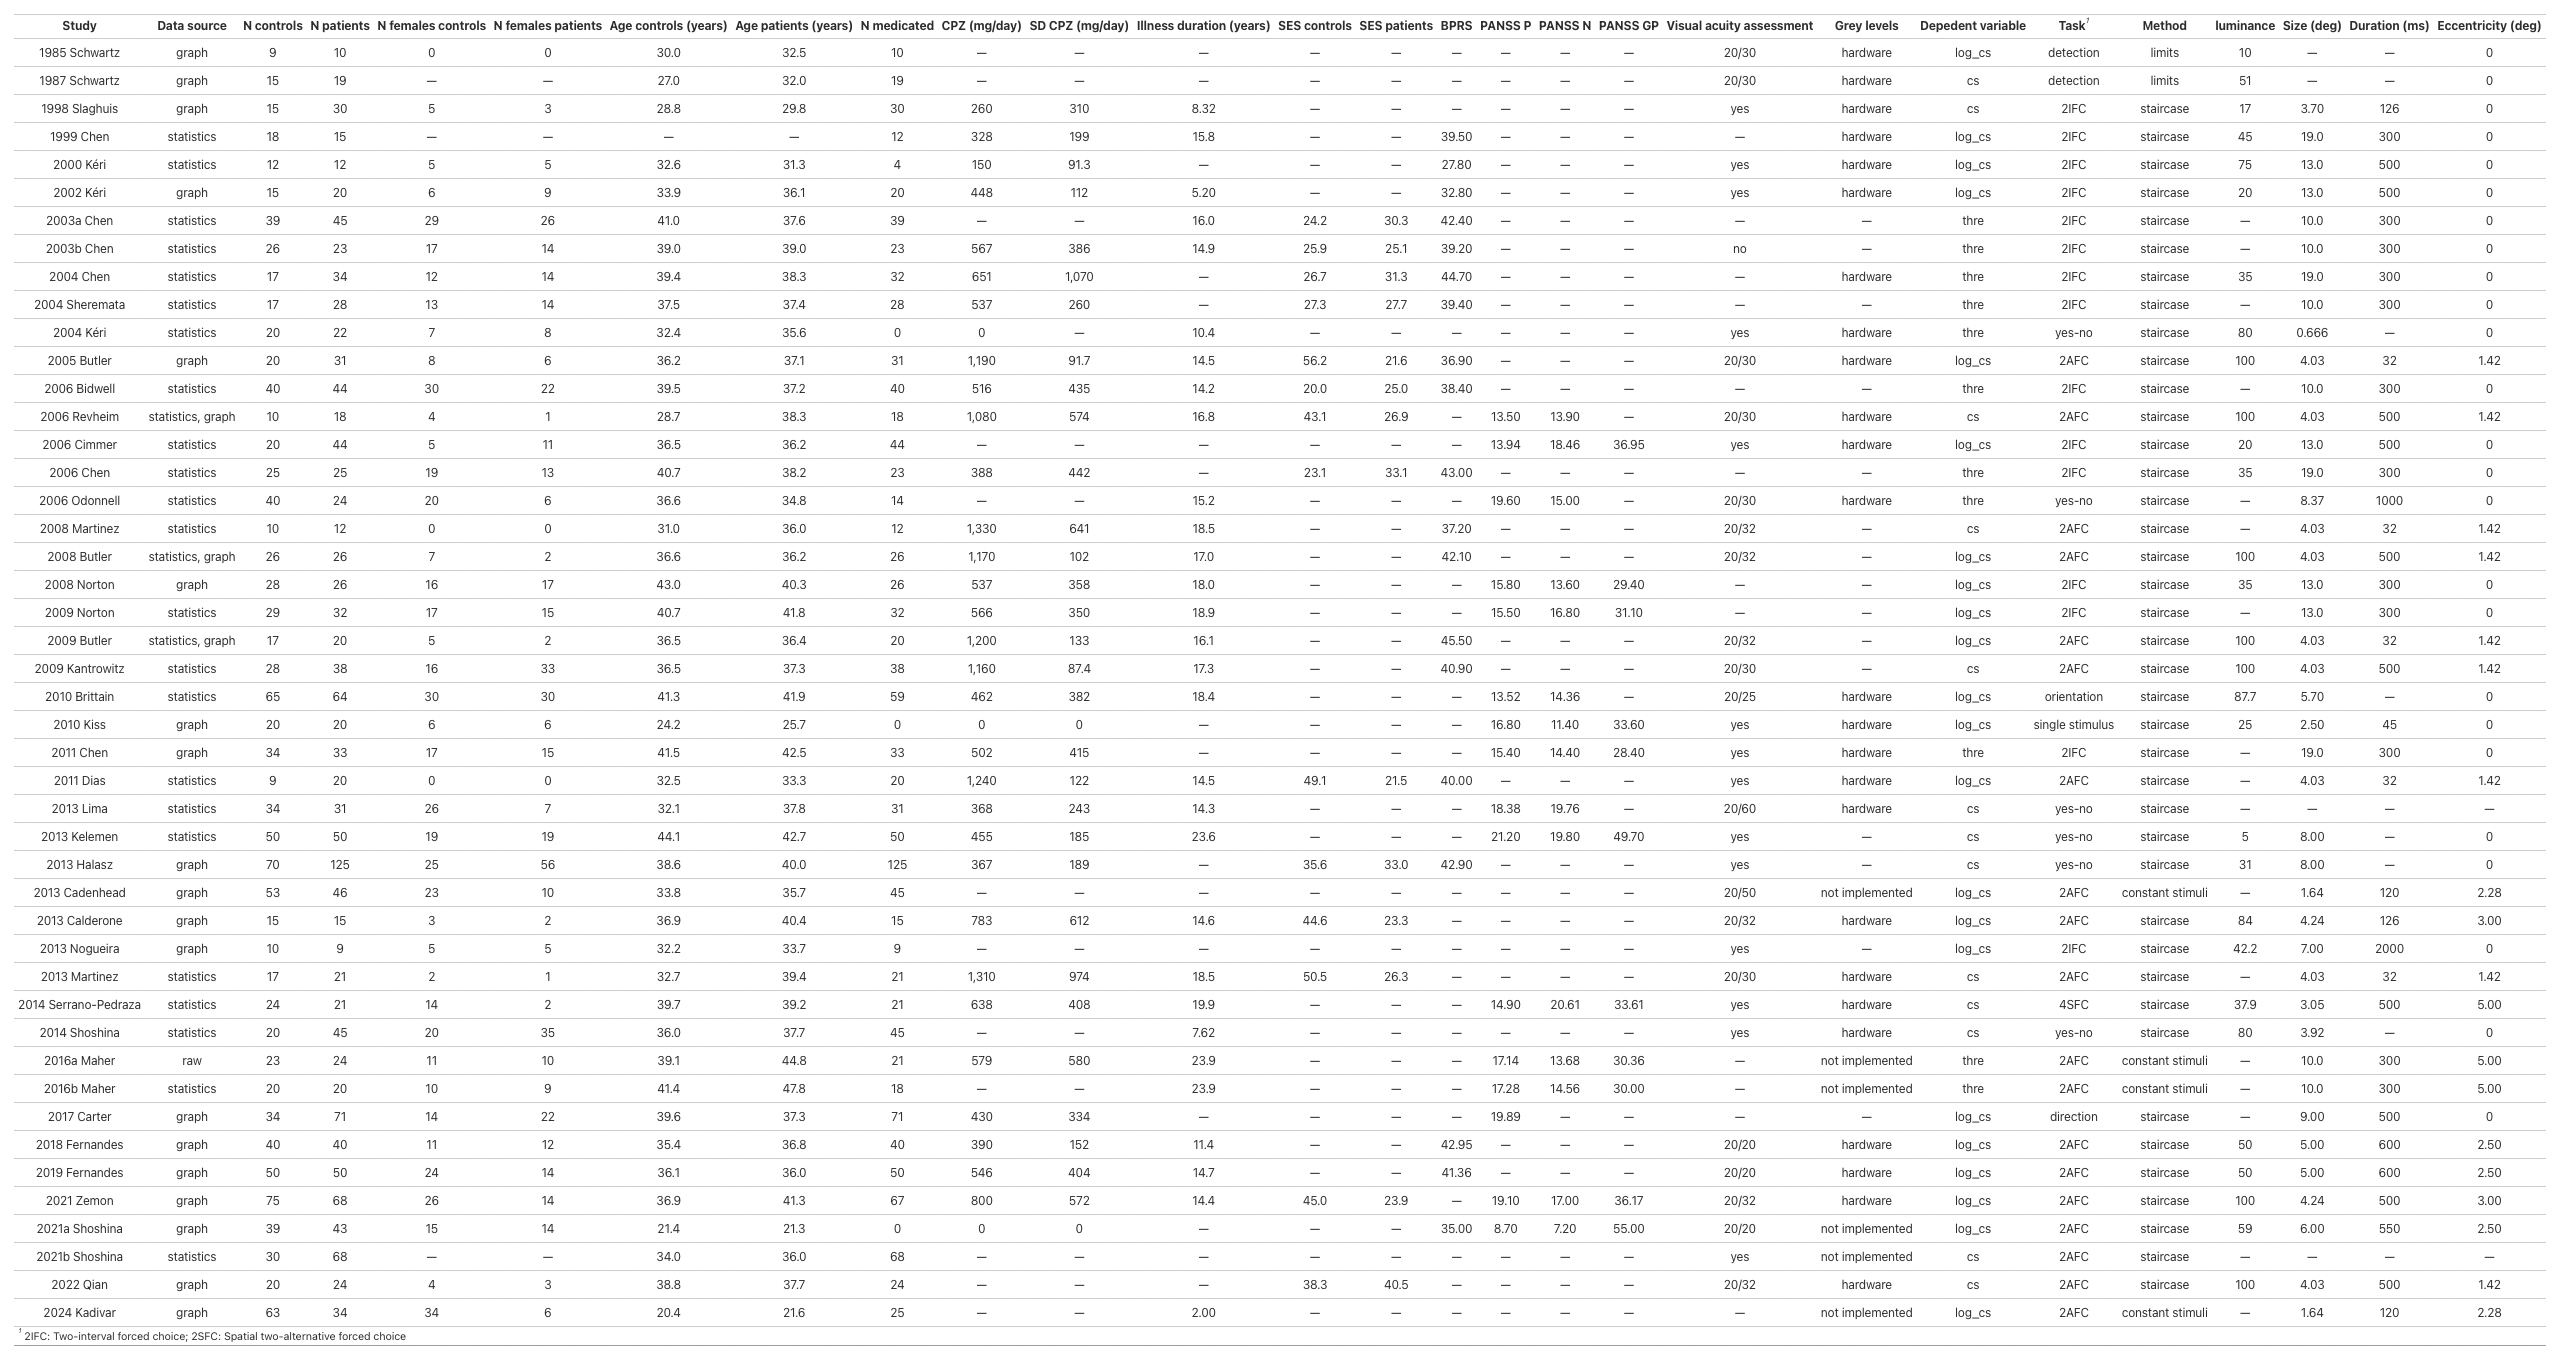 Study Data source N controls N patients N females controls N females patients Age controls (years) Age patients (years) N medicated CPZ (mg/day) SD CPZ (mg/day) Illness duration (years) SES controls SES patients BPRS PANSS P PANSS N PANSS GP Visual acuity assessment Grey levels Depedent variable Task¹ Method luminance Size (deg) Duration (ms) Eccentricity (deg)
1985 Schwartz graph 9 10 0 0 30.0 32.5 10 — — — — — — — — — 20/30 hardware log_cs detection limits 10 — — 0
1987 Schwartz graph 15 19 — — 27.0 32.0 19 — — — — — — — — — 20/30 hardware cs detection limits 51 — — 0
1998 Slaghuis graph 15 30 5 3 28.8 29.8 30 260 310 8.32 — — — — — — yes hardware cs 2IFC staircase 17 3.70 126 0
1999 Chen statistics 18 15 — — — — 12 328 199 15.8 — — 39.50 — — — — hardware log_cs 2IFC staircase 45 19.0 300 0
2000 Kéri statistics 12 12 5 5 32.6 31.3 4 150 91.3 — — — 27.80 — — — yes hardware log_cs 2IFC staircase 75 13.0 500 0
2002 Kéri graph 15 20 6 9 33.9 36.1 20 448 112 5.20 — — 32.80 — — — yes hardware log_cs 2IFC staircase 20 13.0 500 0
2003a Chen statistics 39 45 29 26 41.0 37.6 39 — — 16.0 24.2 30.3 42.40 — — — — — thre 2IFC staircase — 10.0 300 0
2003b Chen statistics 26 23 17 14 39.0 39.0 23 567 386 14.9 25.9 25.1 39.20 — — — no — thre 2IFC staircase — 10.0 300 0
2004 Chen statistics 17 34 12 14 39.4 38.3 32 651 1,070 — 26.7 31.3 44.70 — — — — hardware thre 2IFC staircase 35 19.0 300 0
2004 Sheremata statistics 17 28 13 14 37.5 37.4 28 537 260 — 27.3 27.7 39.40 — — — — — thre 2IFC staircase — 10.0 300 0
2004 Kéri statistics 20 22 7 8 32.4 35.6 0 0 — 10.4 — — — — — — yes hardware thre yes-no staircase 80 0.666 — 0
2005 Butler graph 20 31 8 6 36.2 37.1 31 1,190 91.7 14.5 56.2 21.6 36.90 — — — 20/30 hardware log_cs 2AFC staircase 100 4.03 32 1.42
2006 Bidwell statistics 40 44 30 22 39.5 37.2 40 516 435 14.2 20.0 25.0 38.40 — — — — — thre 2IFC staircase — 10.0 300 0
2006 Revheim statistics, graph 10 18 4 1 28.7 38.3 18 1,080 574 16.8 43.1 26.9 — 13.50 13.90 — 20/30 hardware cs 2AFC staircase 100 4.03 500 1.42
2006 Cimmer statistics 20 44 5 11 36.5 36.2 44 — — — — — — 13.94 18.46 36.95 yes hardware log_cs 2IFC staircase 20 13.0 500 0
2006 Chen statistics 25 25 19 13 40.7 38.2 23 388 442 — 23.1 33.1 43.00 — — — — — thre 2IFC staircase 35 19.0 300 0
2006 Odonnell statistics 40 24 20 6 36.6 34.8 14 — — 15.2 — — — 19.60 15.00 — 20/30 hardware thre yes-no staircase — 8.37 1000 0
2008 Martinez statistics 10 12 0 0 31.0 36.0 12 1,330 641 18.5 — — 37.20 — — — 20/32 — cs 2AFC staircase — 4.03 32 1.42
2008 Butler statistics, graph 26 26 7 2 36.6 36.2 26 1,170 102 17.0 — — 42.10 — — — 20/32 — log_cs 2AFC staircase 100 4.03 500 1.42
2008 Norton graph 28 26 16 17 43.0 40.3 26 537 358 18.0 — — — 15.80 13.60 29.40 — — log_cs 2IFC staircase 35 13.0 300 0
2009 Norton statistics 29 32 17 15 40.7 41.8 32 566 350 18.9 — — — 15.50 16.80 31.10 — — log_cs 2IFC staircase — 13.0 300 0
2009 Butler statistics, graph 17 20 5 2 36.5 36.4 20 1,200 133 16.1 — — 45.50 — — — 20/32 — log_cs 2AFC staircase 100 4.03 32 1.42
2009 Kantrowitz statistics 28 38 16 33 36.5 37.3 38 1,160 87.4 17.3 — — 40.90 — — — 20/30 — cs 2AFC staircase 100 4.03 500 1.42
2010 Brittain statistics 65 64 30 30 41.3 41.9 59 462 382 18.4 — — — 13.52 14.36 — 20/25 hardware log_cs orientation staircase 87.7 5.70 — 0
2010 Kiss graph 20 20 6 6 24.2 25.7 0 0 0 — — — — 16.80 11.40 33.60 yes hardware log_cs single stimulus staircase 25 2.50 45 0
2011 Chen graph 34 33 17 15 41.5 42.5 33 502 415 — — — — 15.40 14.40 28.40 yes hardware thre 2IFC staircase — 19.0 300 0
2011 Dias statistics 9 20 0 0 32.5 33.3 20 1,240 122 14.5 49.1 21.5 40.00 — — — yes hardware log_cs 2AFC staircase — 4.03 32 1.42
2013 Lima statistics 34 31 26 7 32.1 37.8 31 368 243 14.3 — — — 18.38 19.76 — 20/60 hardware cs yes-no staircase — — — —
2013 Kelemen statistics 50 50 19 19 44.1 42.7 50 455 185 23.6 — — — 21.20 19.80 49.70 yes — cs yes-no staircase 5 8.00 — 0
2013 Halasz graph 70 125 25 56 38.6 40.0 125 367 189 — 35.6 33.0 42.90 — — — yes — cs yes-no staircase 31 8.00 — 0
2013 Cadenhead graph 53 46 23 10 33.8 35.7 45 — — — — — — — — — 20/50 not implemented log_cs 2AFC constant stimuli — 1.64 120 2.28
2013 Calderone graph 15 15 3 2 36.9 40.4 15 783 612 14.6 44.6 23.3 — — — — 20/32 hardware log_cs 2AFC staircase 84 4.24 126 3.00
2013 Nogueira graph 10 9 5 5 32.2 33.7 9 — — — — — — — — — yes — log_cs 2IFC staircase 42.2 7.00 2000 0
2013 Martinez statistics 17 21 2 1 32.7 39.4 21 1,310 974 18.5 50.5 26.3 — — — — 20/30 hardware cs 2AFC staircase — 4.03 32 1.42
2014 Serrano-Pedraza statistics 24 21 14 2 39.7 39.2 21 638 408 19.9 — — — 14.90 20.61 33.61 yes hardware cs 4SFC staircase 37.9 3.05 500 5.00
2014 Shoshina statistics 20 45 20 35 36.0 37.7 45 — — 7.62 — — — — — — yes hardware cs yes-no staircase 80 3.92 — 0
2016a Maher raw 23 24 11 10 39.1 44.8 21 579 580 23.9 — — — 17.14 13.68 30.36 — not implemented thre 2AFC constant stimuli — 10.0 300 5.00
2016b Maher statistics 20 20 10 9 41.4 47.8 18 — — 23.9 — — — 17.28 14.56 30.00 — not implemented thre 2AFC constant stimuli — 10.0 300 5.00
2017 Carter graph 34 71 14 22 39.6 37.3 71 430 334 — — — — 19.89 — — — — log_cs direction staircase — 9.00 500 0
2018 Fernandes graph 40 40 11 12 35.4 36.8 40 390 152 11.4 — — 42.95 — — — 20/20 hardware log_cs 2AFC staircase 50 5.00 600 2.50
2019 Fernandes graph 50 50 24 14 36.1 36.0 50 546 404 14.7 — — 41.36 — — — 20/20 hardware log_cs 2AFC staircase 50 5.00 600 2.50
2021 Zemon graph 75 68 26 14 36.9 41.3 67 800 572 14.4 45.0 23.9 — 19.10 17.00 36.17 20/32 hardware log_cs 2AFC staircase 100 4.24 500 3.00
2021a Shoshina graph 39 43 15 14 21.4 21.3 0 0 0 — — — 35.00 8.70 7.20 55.00 20/20 not implemented log_cs 2AFC staircase 59 6.00 550 2.50
2021b Shoshina statistics 30 68 — — 34.0 36.0 68 — — — — — — — — — yes not implemented cs 2AFC staircase — — — —
2022 Qian graph 20 24 4 3 38.8 37.7 24 — — — 38.3 40.5 — — — — 20/32 hardware cs 2AFC staircase 100 4.03 500 1.42
2024 Kadivar graph 63 34 34 6 20.4 21.6 25 — — 2.00 — — — — — — — not implemented log_cs 2AFC constant stimuli — 1.64 120 2.28
¹ 2IFC: Two-interval forced choice; 2SFC: Spatial two-alternative forced choice